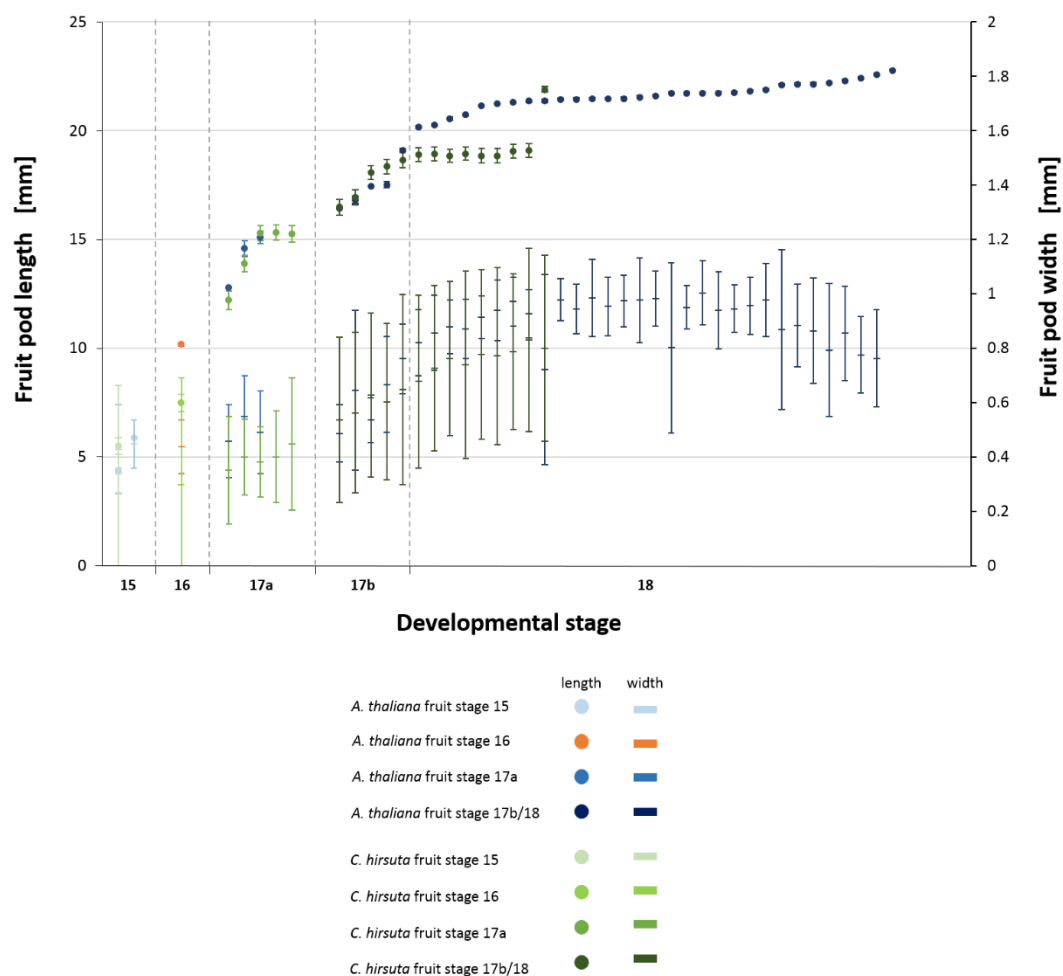 25
20
15
10
5
0
Fruit pod length [mm]
2
1.8
1.6
1.4
1.2
1
0.8
0.6
0.4
0.2
0
Fruit pod width [mm]
15 16 17a 17b 18
Developmental stage
length width
A. thaliana fruit stage 15
A. thaliana fruit stage 16
A. thaliana fruit stage 17a
A. thaliana fruit stage 17b/18
C. hirsuta fruit stage 15
C. hirsuta fruit stage 16
C. hirsuta fruit stage 17a
C. hirsuta fruit stage 17b/18